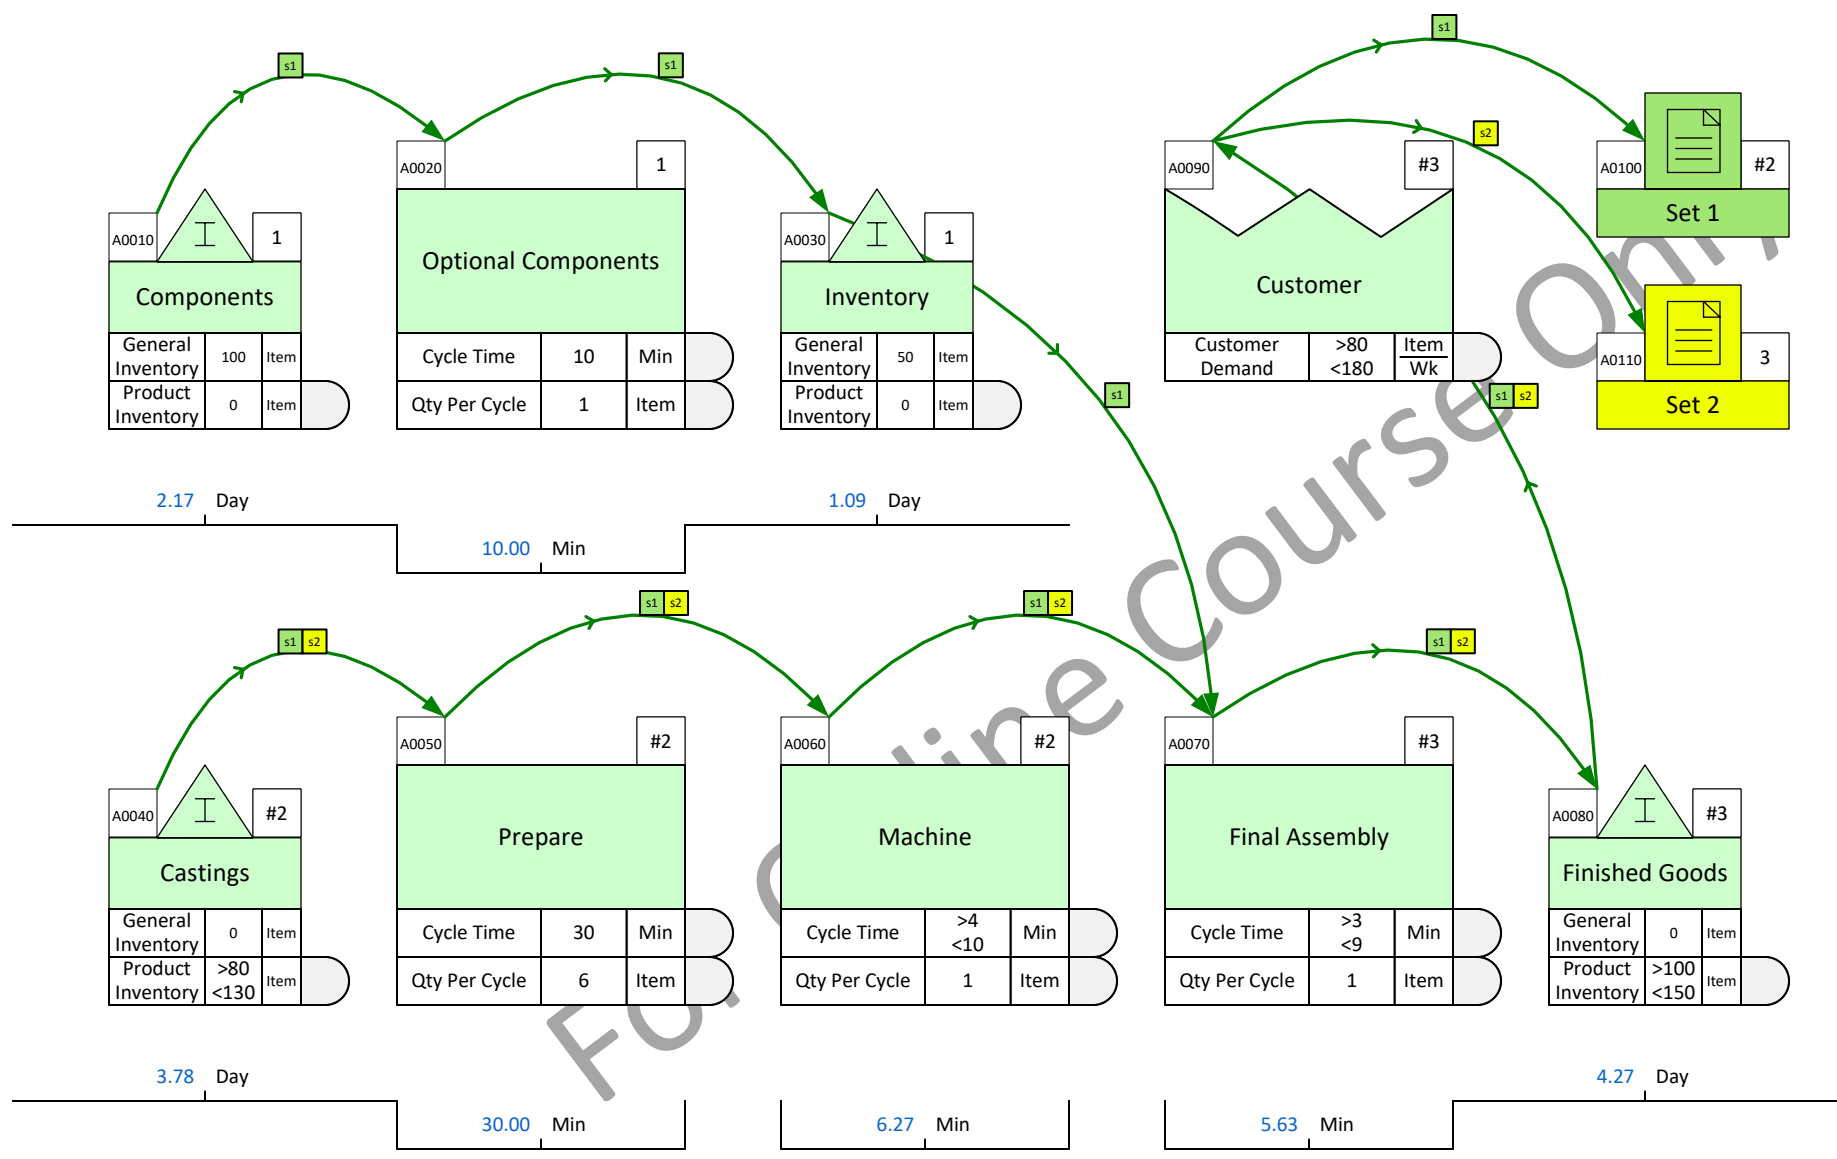 s1
s1
s1
A0020
1
A0090
s2
#3
A0100
#2
Set 1
A0010
I
1
Optional Components
A0030
I
1
Components
Inventory
Customer
General Inventory
100
Item
Product Inventory
0
Item
Cycle Time
10
Min
Qty Per Cycle
1
Item
General Inventory
50
Item
Product Inventory
0
Item
Customer Demand
>80
<180
Item
Wk
A0110
3
Set 2
s1
s1 s2
2.17 Day
10.00 Min
1.09 Day
s1 s2
s1 s2
s1 s2
s1 s2
A0050
#2
A0060
#2
A0070
#3
A0040
I
#2
Prepare
Machine
Final Assembly
A0080
I
#3
Castings
Finished Goods
General Inventory
0
Item
Product Inventory
>80
<130
Item
Cycle Time
30
Min
Qty Per Cycle
6
Item
Cycle Time
>4
<10
Min
Qty Per Cycle
1
Item
Cycle Time
>3
<9
Min
Qty Per Cycle
1
Item
General Inventory
0
Item
Product Inventory
>100
<150
Item
3.78 Day
30.00 Min
6.27 Min
5.63 Min
4.27 Day
For Online Course Only